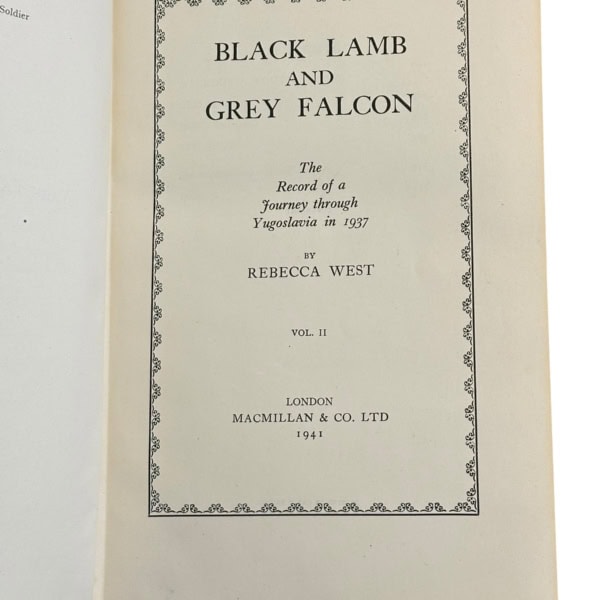 Soldier
BLACK LAMB
AND
GREY FALCON
The
Record of a
Journey through
Yugoslavia in 1937
BY
REBECCA WEST
VOL. II
LONDON
MACMILLAN & CO. LTD
1941